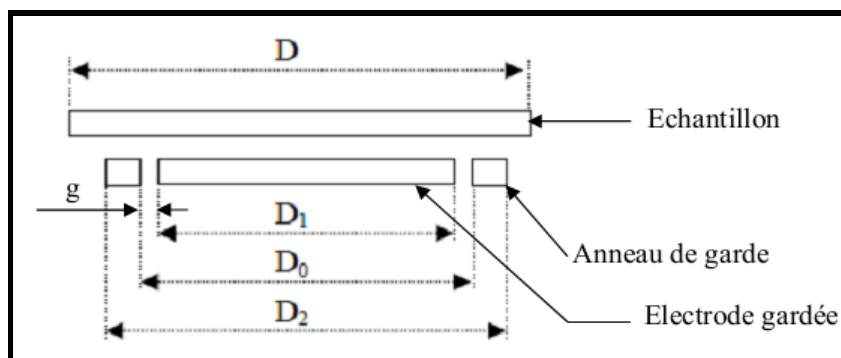 D
Echantillon
g
D₁
Anneau de garde
D₀
Electrode gardée
D₂